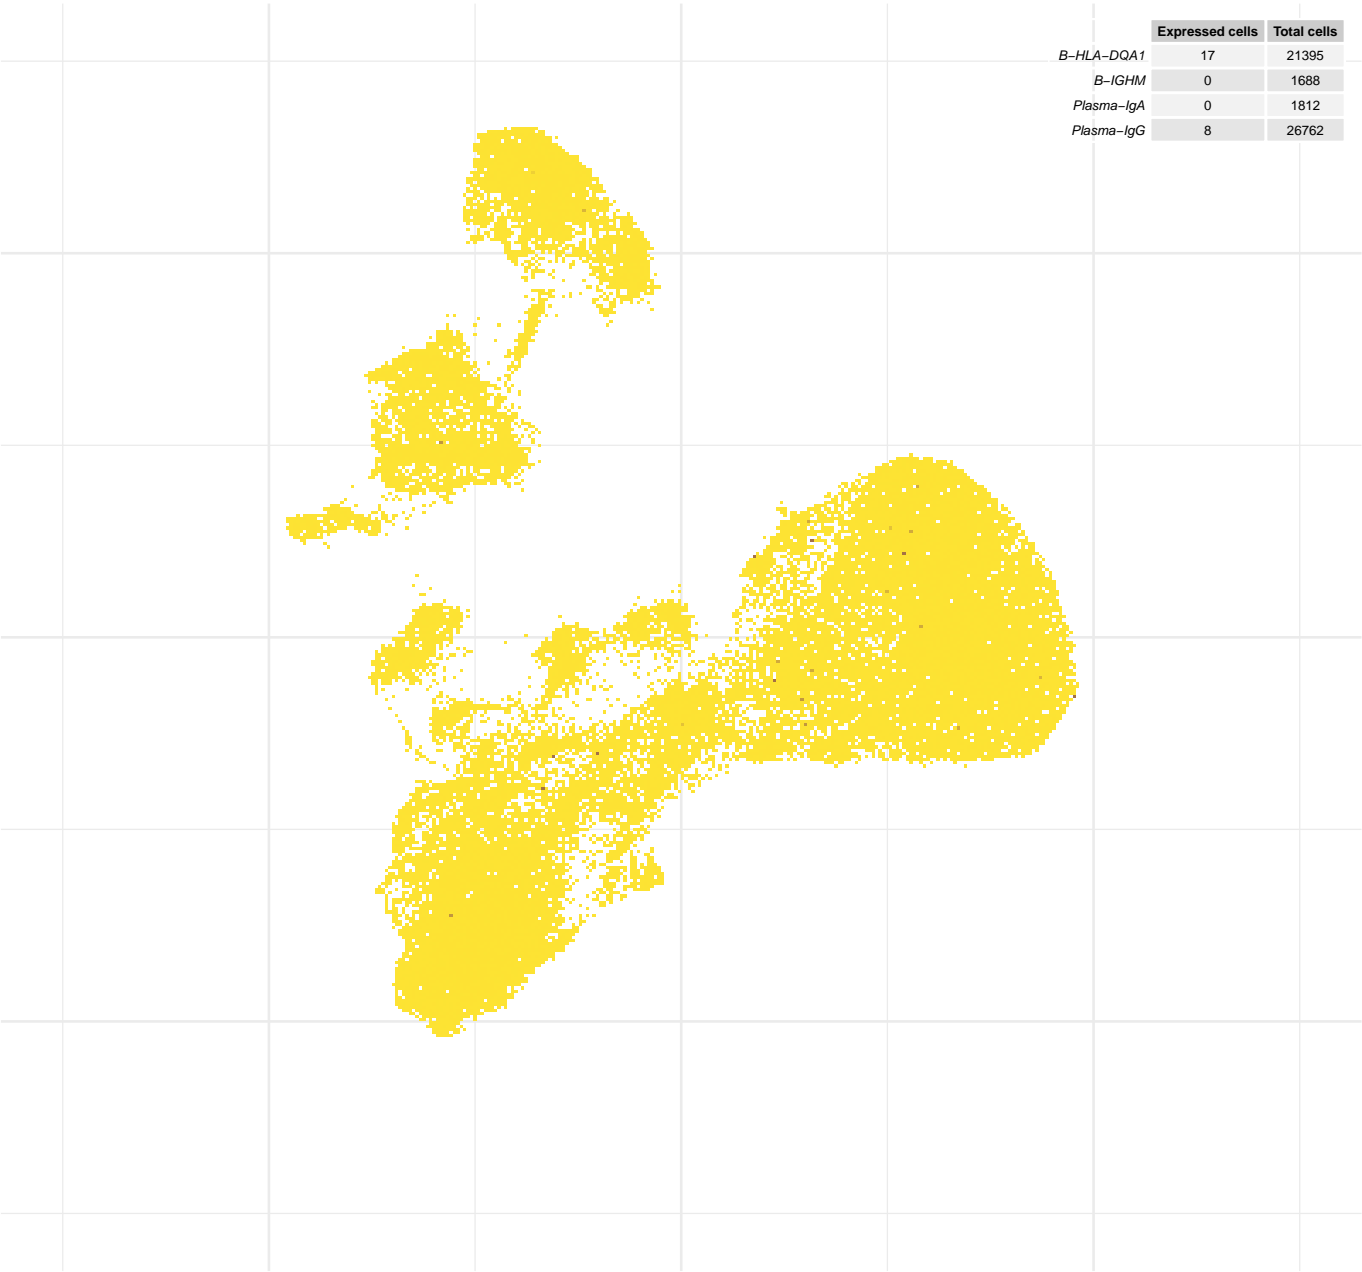 Expressed cells Total cells
B−HLA−DQA1 17 21395
B−IGHM 0 1688
Plasma−IgA 0 1812
Plasma−IgG 8 26762